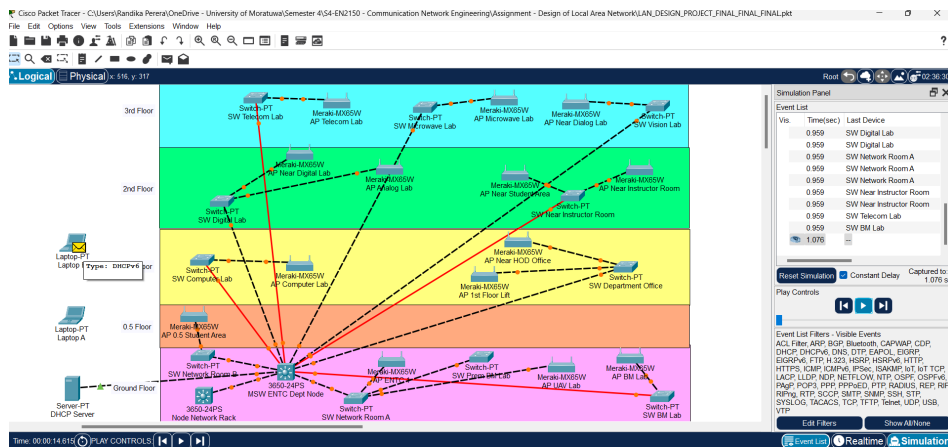 Cisco Packet Tracer - C:\Users\Randika Perera\OneDrive - University of Moratuwa\Semester 4\S4-EN2150 - Communication Network Engineering\Assignment - Design of Local Area Network\LAN_DESIGN_PROJECT_FINAL_FINAL_FINAL.pkt
File Edit Options View Tools Extensions Window Help
?
Logical Physical x: 516, y: 317
Root 02:36:30
3rd Floor
Switch-PT
SW Telecom Lab
Meraki-MX65W
AP Telecom Lab
Switch-PT
SW Microwave Lab
Meraki-MX65W
AP Microwave Lab
Meraki-MX65W
AP Near Dialog Lab
Switch-PT
SW Vision Lab
2nd Floor
Meraki-MX65W
AP Near Digital Lab
Meraki-MX65W
AP Analog Lab
Meraki-MX65W
AP Near Student Area
Meraki-MX65W
AP Near Instructor Room
Switch-PT
SW Digital Lab
Switch-PT
SW Near Instructor Room
Laptop-PT
Laptop
Type: DHCPv6
oor
Switch-PT
SW Computer Lab
Meraki-MX65W
AP Computer Lab
Meraki-MX65W
AP Near HOD Office
Meraki-MX65W
AP 1st Floor Lift
Switch-PT
SW Department Office
Laptop-PT
Laptop A
0.5 Floor
Meraki-MX65W
AP 0.5 Student Area
Server-PT
DHCP Server
Ground Floor
Switch-PT
SW Network Room B
3650-24PS
MSW ENTC Dept Node
3650-24PS
Node Network Rack
Meraki-MX65W
AP ENTC
Switch-PT
SW Network Room A
Switch-PT
SW Prom BM Lab
Meraki-MX65W
AP UAV Lab
Meraki-MX65W
AP BM Lab
Switch-PT
SW BM Lab
Simulation Panel
Event List
Vis. Time(sec) Last Device
0.959 SW Digital Lab
0.959 SW Digital Lab
0.959 SW Network Room A
0.959 SW Network Room A
0.959 SW Near Instructor Room
0.959 SW Near Instructor Room
0.959 SW Telecom Lab
0.959 SW BM Lab
1.076 --
Reset Simulation Constant Delay Captured to:
1.076 s
Play Controls
Event List Filters - Visible Events
ACL Filter, ARP, BGP, Bluetooth, CAPWAP, CDP,
DHCP, DHCPv6, DNS, DTP, EAPOL, EIGRP,
EIGRPv6, FTP, H.323, HSRP, HSRPv6, HTTP,
HTTPS, ICMP, ICMPv6, IPSec, ISAKMP, IoT, IoT TCP,
LACP, LLDP, NDP, NETFLOW, NTP, OSPF, OSPFv6,
PAgP, POP3, PPP, PPPoED, PTP, RADIUS, REP, RIP,
RIPng, RTP, SCCP, SMTP, SNMP, SSH, STP,
SYSLOG, TACACS, TCP, TFTP, Telnet, UDP, USB,
VTP
Edit Filters Show All/None
Time: 00:00:14.615 PLAY CONTROLS:
Event List Realtime Simulation